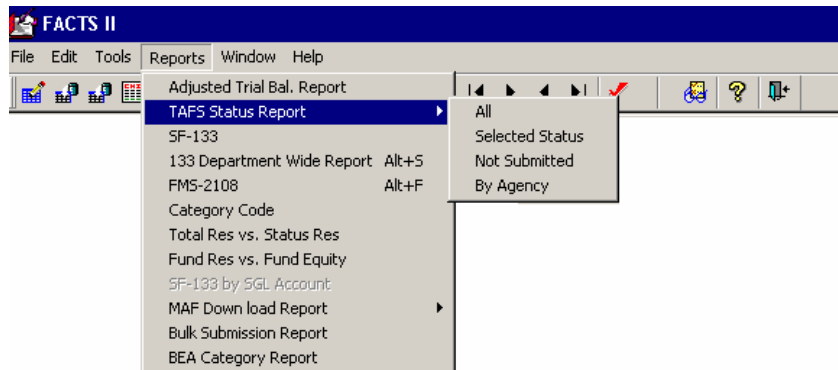 FACTS II
File Edit Tools Reports Window Help
Adjusted Trial Bal. Report
TAFS Status Report
SF-133
133 Department Wide Report Alt+S
FMS-2108 Alt+F
Category Code
Total Res vs. Status Res
Fund Res vs. Fund Equity
SF-133 by SGL Account
MAF Down load Report
Bulk Submission Report
BEA Category Report
All
Selected Status
Not Submitted
By Agency